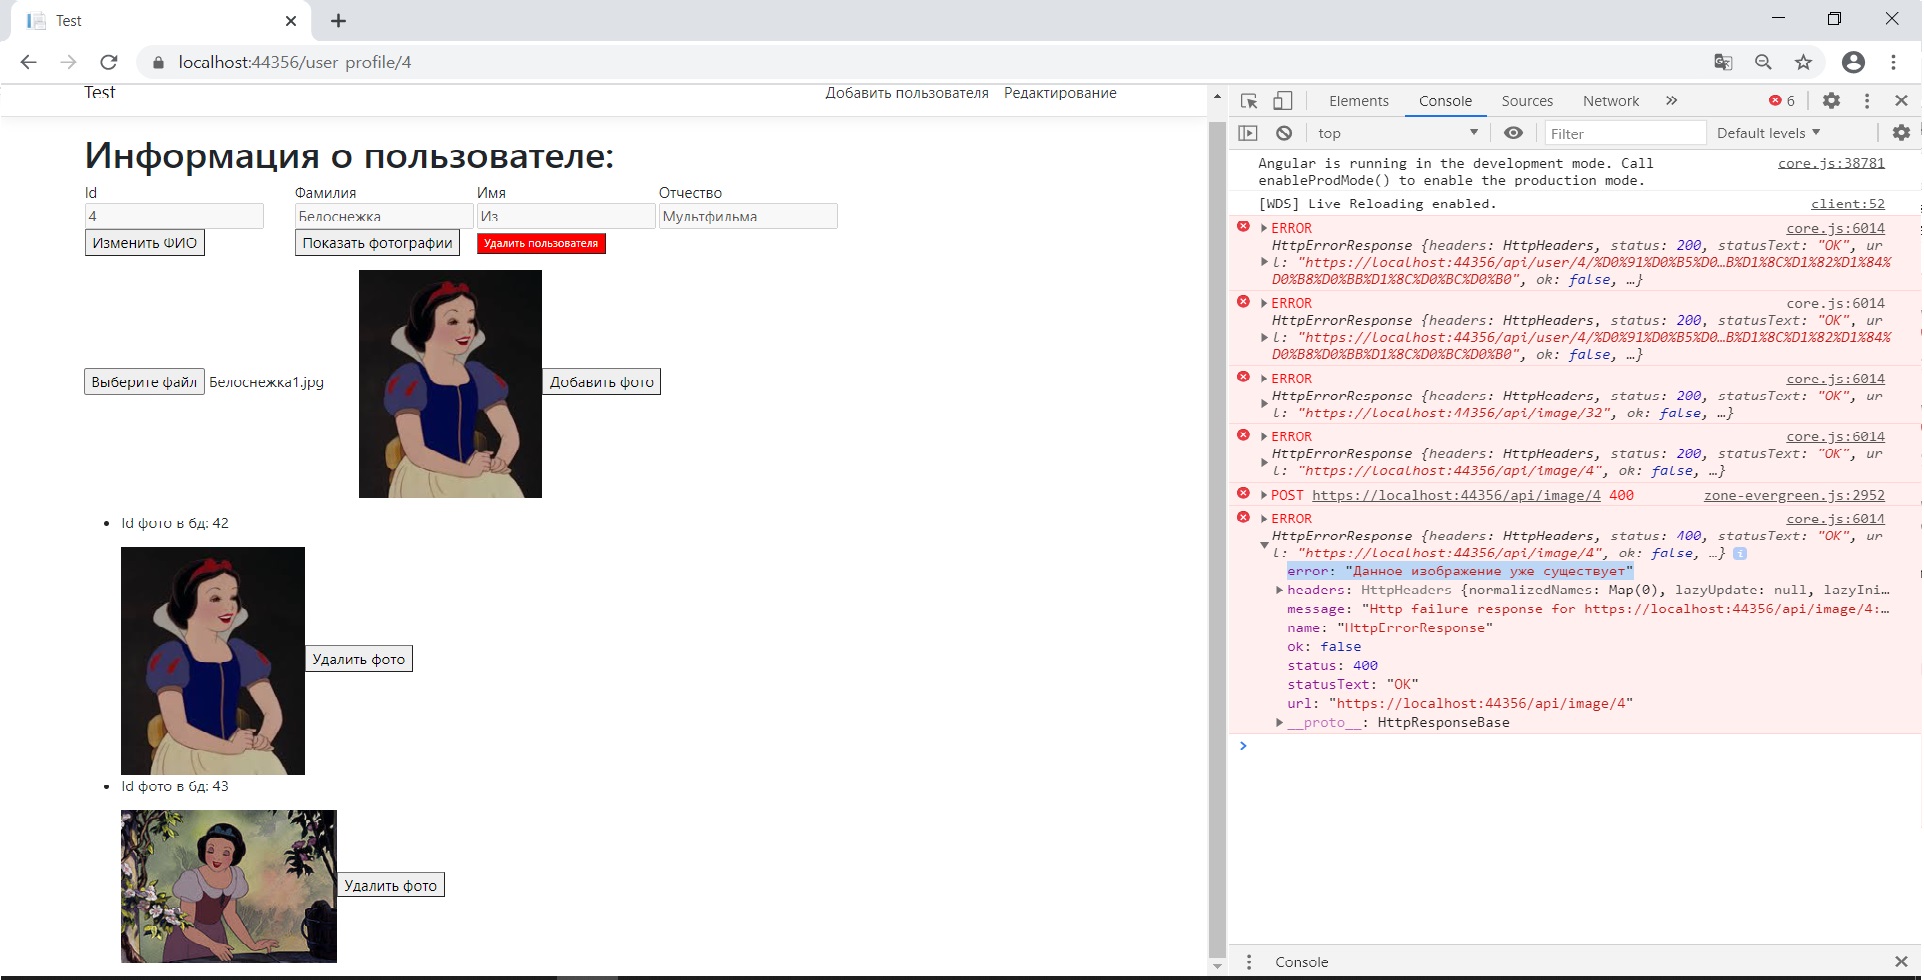 Test
localhost:44356/user profile/4
Test
Добавить пользователя Редактирование
Информация о пользователе:
Id Фамилия Имя Отчество
4 Белоснежка Из Мультфильма
Изменить ФИО Показать фотографии Удалить пользователя
Выберите файл Белоснежка1.jpg Добавить фото
Id фото в бд: 42
Удалить фото
Id фото в бд: 43
Удалить фото
Elements Console Sources Network » 6
top Filter Default levels
Angular is running in the development mode. Call core.js:38781
enableProdMode() to enable the production mode.
[WDS] Live Reloading enabled. client:52
ERROR core.js:6014
HttpErrorResponse {headers: HttpHeaders, status: 200, statusText: "OK", ur
l: "https://localhost:44356/api/user/4/%D0%91%D0%B5%D0…B%D1%8C%D1%82%D1%84%
D0%B8%D0%BB%D1%8C%D0%BC%D0%B0", ok: false, …}
ERROR core.js:6014
HttpErrorResponse {headers: HttpHeaders, status: 200, statusText: "OK", ur
l: "https://localhost:44356/api/user/4/%D0%91%D0%B5%D0…B%D1%8C%D1%82%D1%84%
D0%B8%D0%BB%D1%8C%D0%BC%D0%B0", ok: false, …}
ERROR core.js:6014
HttpErrorResponse {headers: HttpHeaders, status: 200, statusText: "OK", ur
l: "https://localhost:44356/api/image/32", ok: false, …}
ERROR core.js:6014
HttpErrorResponse {headers: HttpHeaders, status: 200, statusText: "OK", ur
l: "https://localhost:44356/api/image/4", ok: false, …}
POST https://localhost:44356/api/image/4 400 zone-evergreen.js:2952
ERROR core.js:6014
HttpErrorResponse {headers: HttpHeaders, status: 400, statusText: "OK", ur
l: "https://localhost:44356/api/image/4", ok: false, …} i
error: "Данное изображение уже существует"
headers: HttpHeaders {normalizedNames: Map(0), lazyUpdate: null, lazyIni…
message: "Http failure response for https://localhost:44356/api/image/4:…
name: "HttpErrorResponse"
ok: false
status: 400
statusText: "OK"
url: "https://localhost:44356/api/image/4"
__proto__: HttpResponseBase
Console